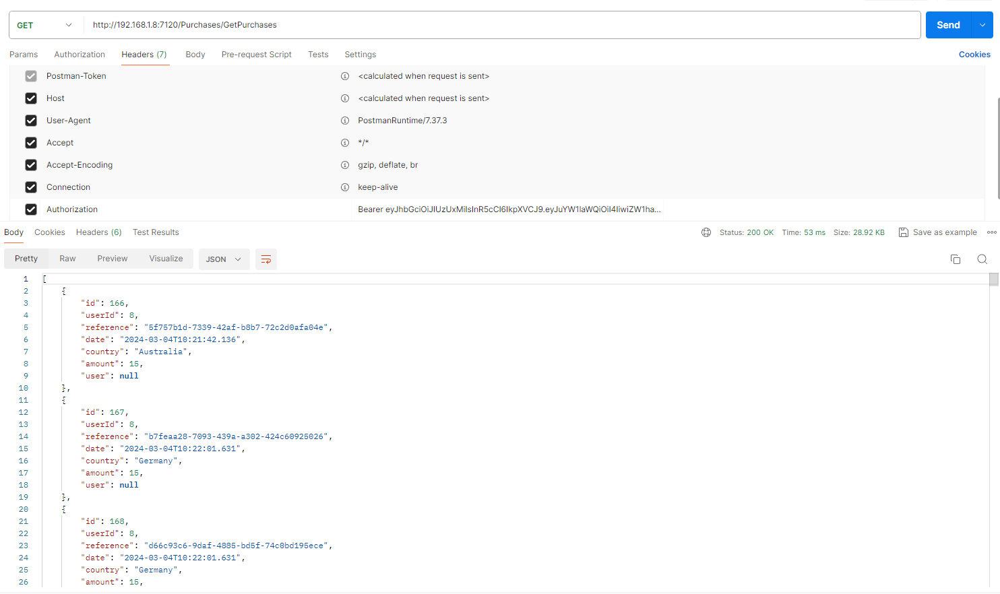 GET http://192.168.1.8:7120/Purchases/GetPurchases Send
Params Authorization Headers (7) Body Pre-request Script Tests Settings Cookies
Postman-Token <calculated when request is sent>
Host <calculated when request is sent>
User-Agent PostmanRuntime/7.37.3
Accept */*
Accept-Encoding gzip, deflate, br
Connection keep-alive
Authorization Bearer eyJhbGciOiJIUzUxMiIsInR5cCI6IkpXVCJ9.eyJuYW1laWQiOiI4IiwiZW1ha...
Body Cookies Headers (6) Test Results Status: 200 OK Time: 53 ms Size: 28.92 KB Save as example
Pretty Raw Preview Visualize JSON
1 [
2 {
3 "id": 166,
4 "userId": 8,
5 "reference": "5f757b1d-7339-42af-b8b7-72c2d0afa04e",
6 "date": "2024-03-04T10:21:42.136",
7 "country": "Australia",
8 "amount": 15,
9 "user": null
10 },
11 {
12 "id": 167,
13 "userId": 8,
14 "reference": "b7feaa28-7093-439a-a302-424c60925026",
15 "date": "2024-03-04T10:22:01.631",
16 "country": "Germany",
17 "amount": 15,
18 "user": null
19 },
20 {
21 "id": 168,
22 "userId": 8,
23 "reference": "d66c93c6-9daf-4885-bd5f-74c0bd195ece",
24 "date": "2024-03-04T10:22:01.631",
25 "country": "Germany",
26 "amount": 15,